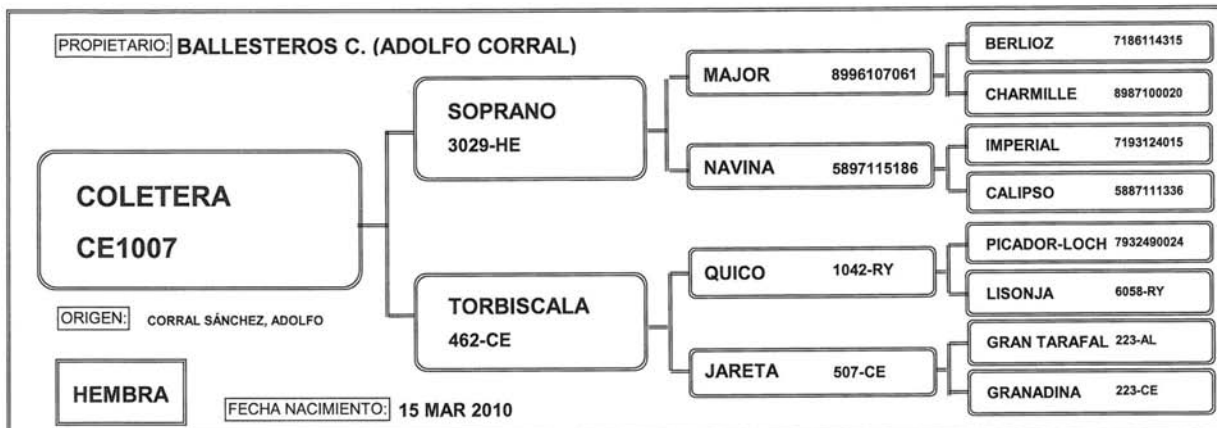 PROPIETARIO: BALLESTEROS C. (ADOLFO CORRAL)
COLETERA
CE1007
ORIGEN: CORRAL SÁNCHEZ, ADOLFO
HEMBRA
FECHA NACIMIENTO: 15 MAR 2010
SOPRANO
3029-HE
TORBISCALA
462-CE
MAJOR 8996107061
NAVINA 5897115186
QUICO 1042-RY
JARETA 507-CE
BERLIOZ 7186114315
CHARMILLE 8987100020
IMPERIAL 7193124015
CALIPSO 5887111336
PICADOR-LOCH 7932490024
LISONJA 6058-RY
GRAN TARAFAL 223-AL
GRANADINA 223-CE